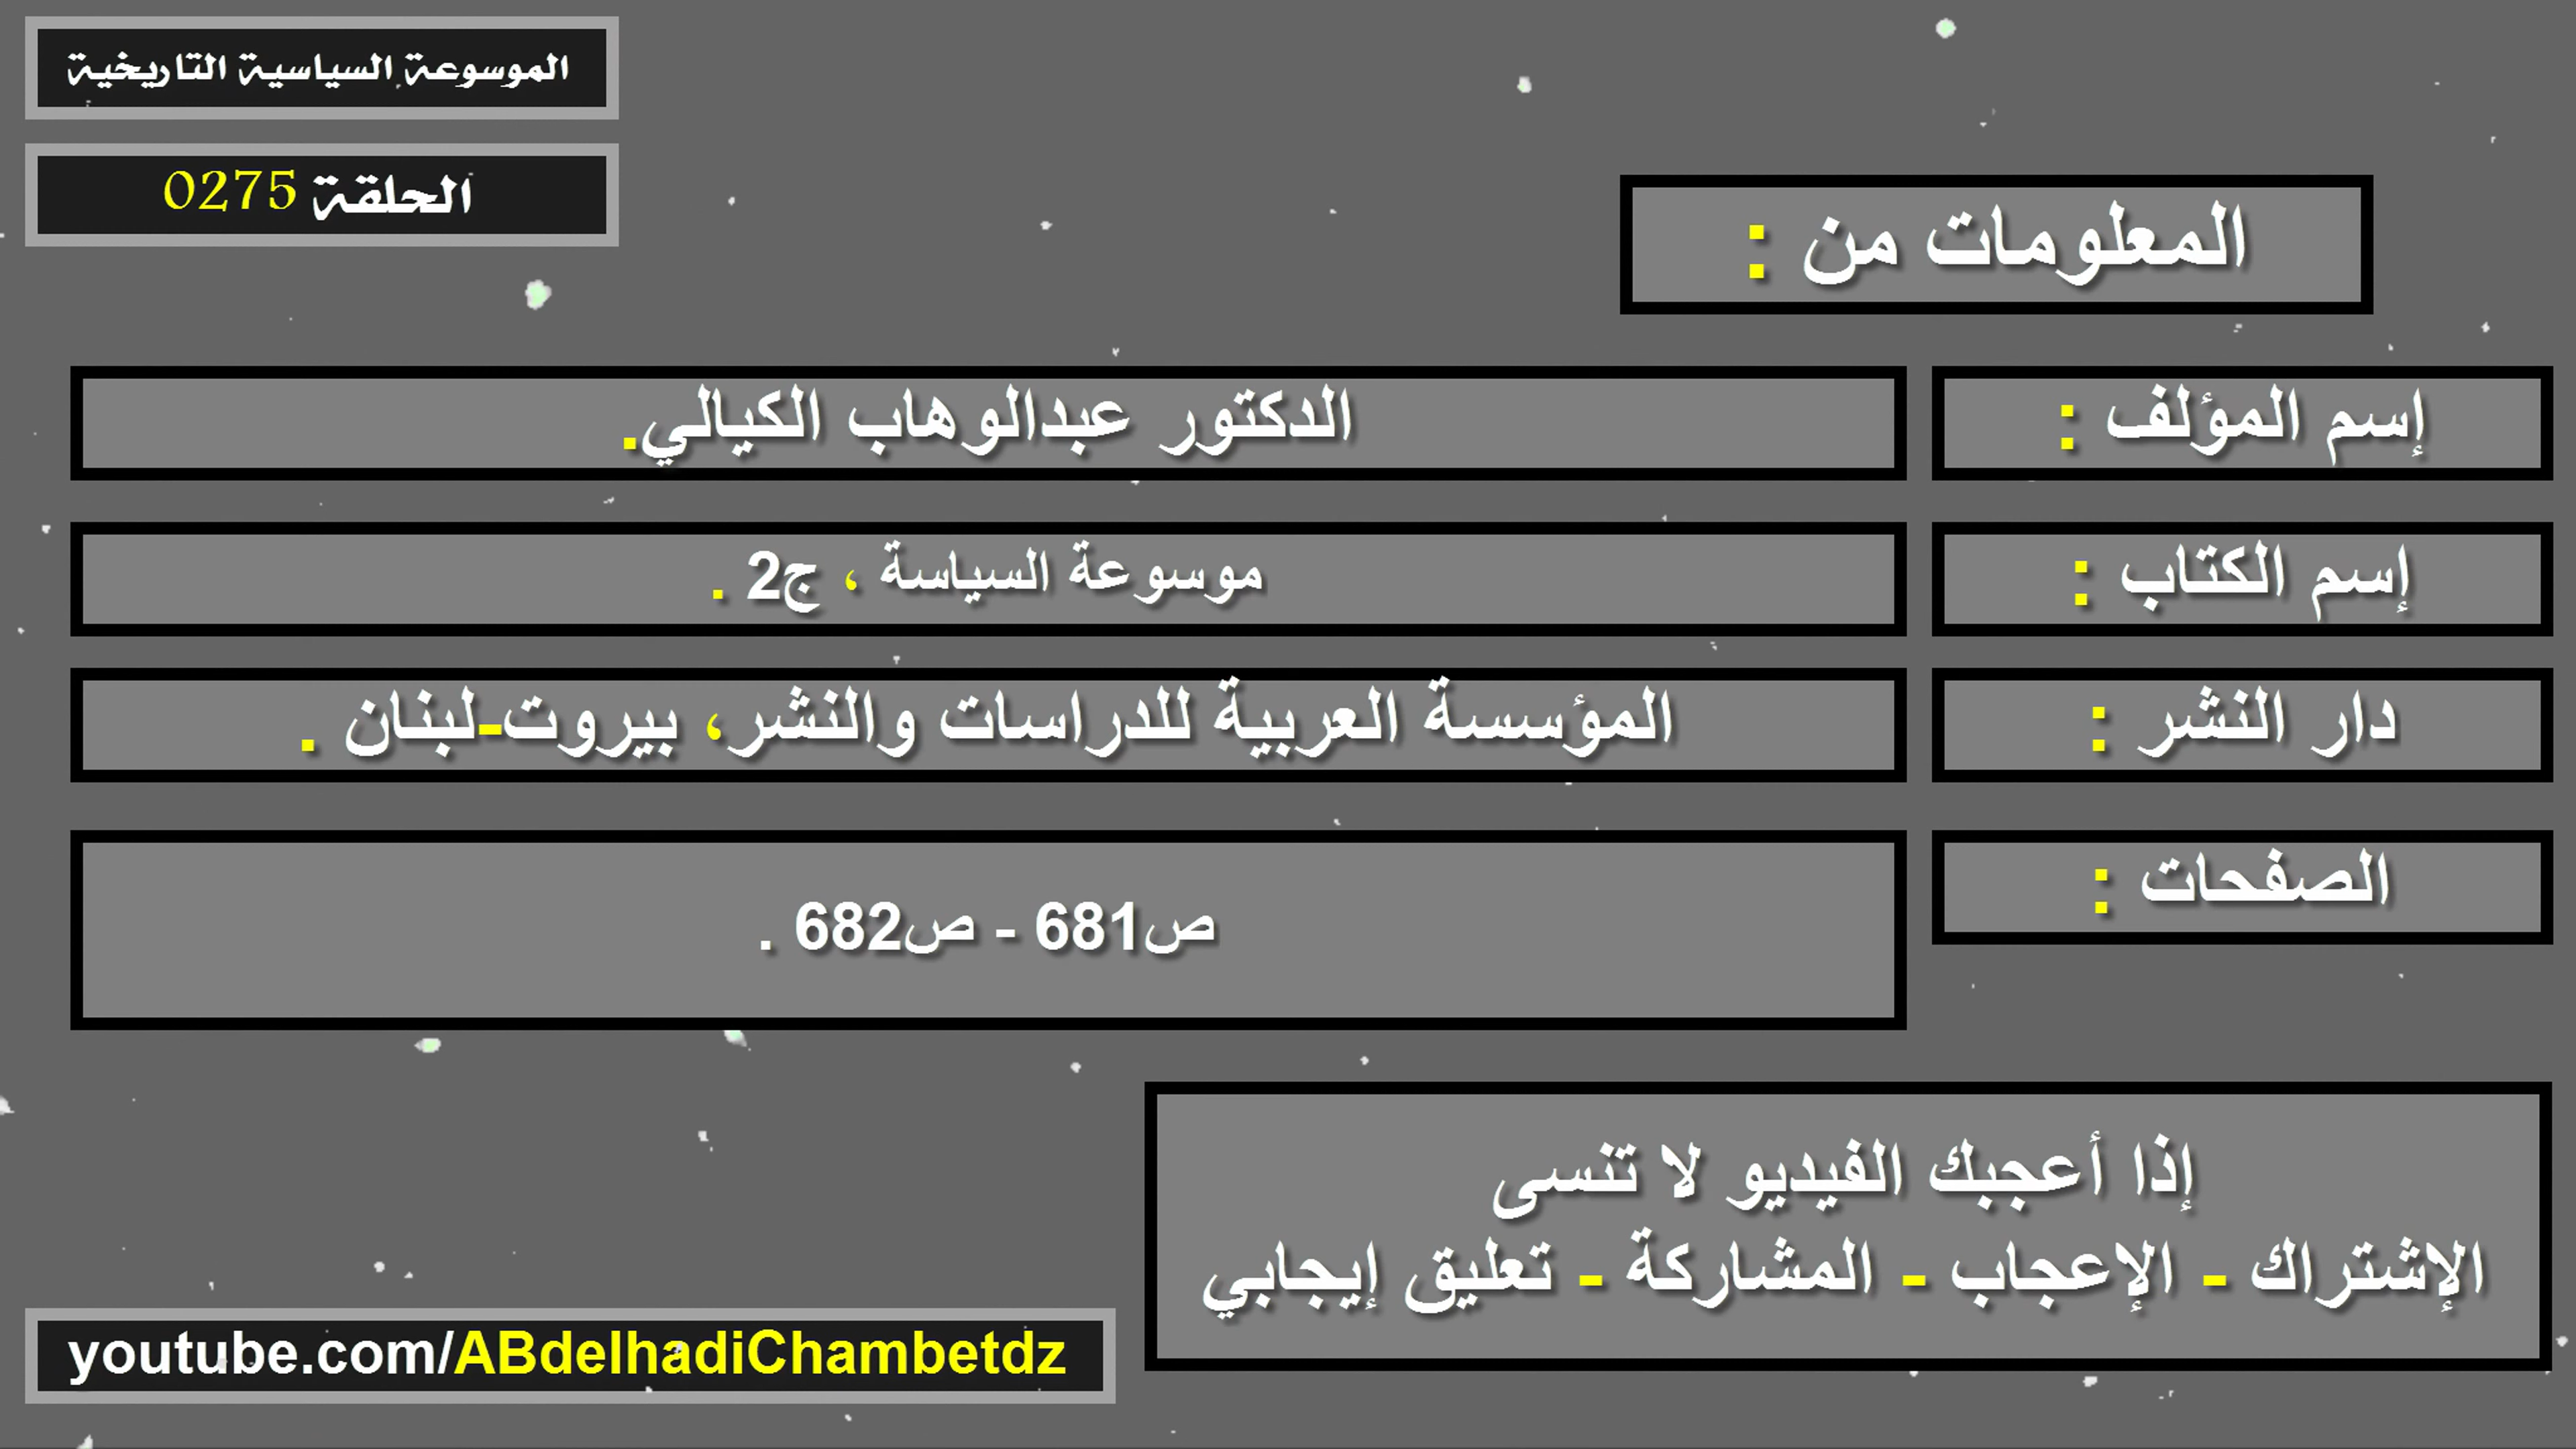 الموسوعة السياسية التاريخية
الحلقة 0275
المعلومات من :
إسم المؤلف :
الدكتور عبدالوهاب الكيالي.
إسم الكتاب :
موسوعة السياسة ، ج2 .
دار النشر :
المؤسسة العربية للدراسات والنشر، بيروت-لبنان .
الصفحات :
ص681 - ص682 .
إذا أعجبك الفيديو لا تنسى
الإشتراك - الإعجاب - المشاركة - تعليق إيجابي
youtube.com/ABdelhadiChambetdz